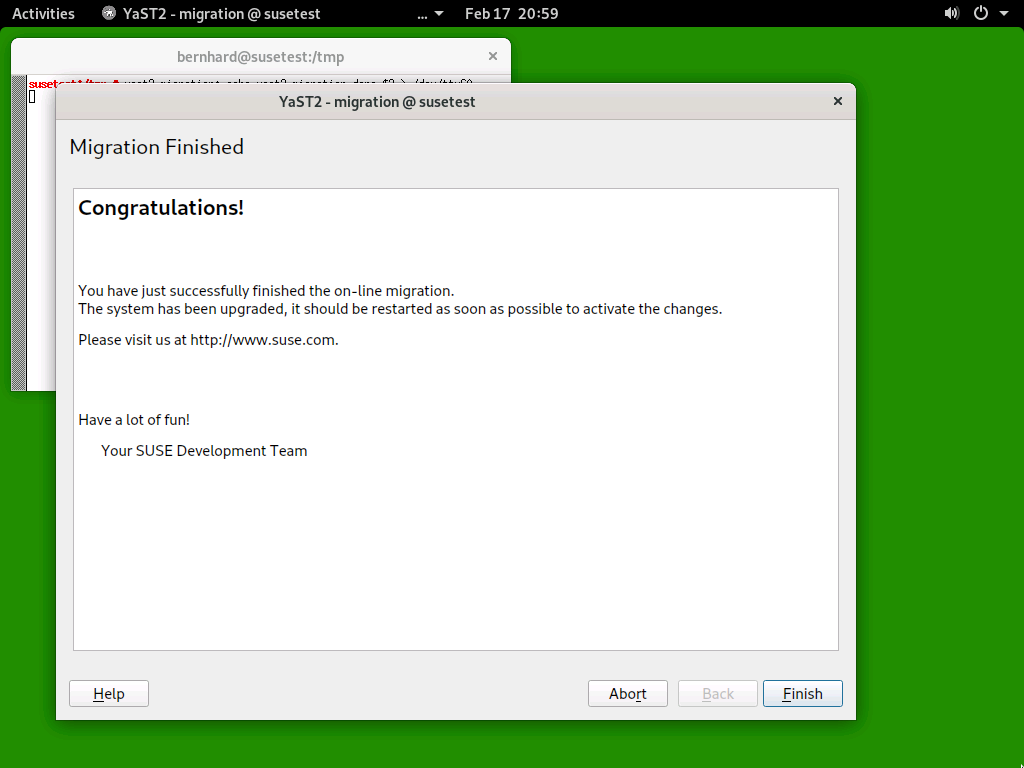 Activities YaST2 - migration @ susetest ... Feb 17 20:59
bernhard@susetest:/tmp
YaST2 - migration @ susetest
Migration Finished
Congratulations!
You have just successfully finished the on-line migration.
The system has been upgraded, it should be restarted as soon as possible to activate the changes.
Please visit us at http://www.suse.com.
Have a lot of fun!
Your SUSE Development Team
Help Abort Back Finish